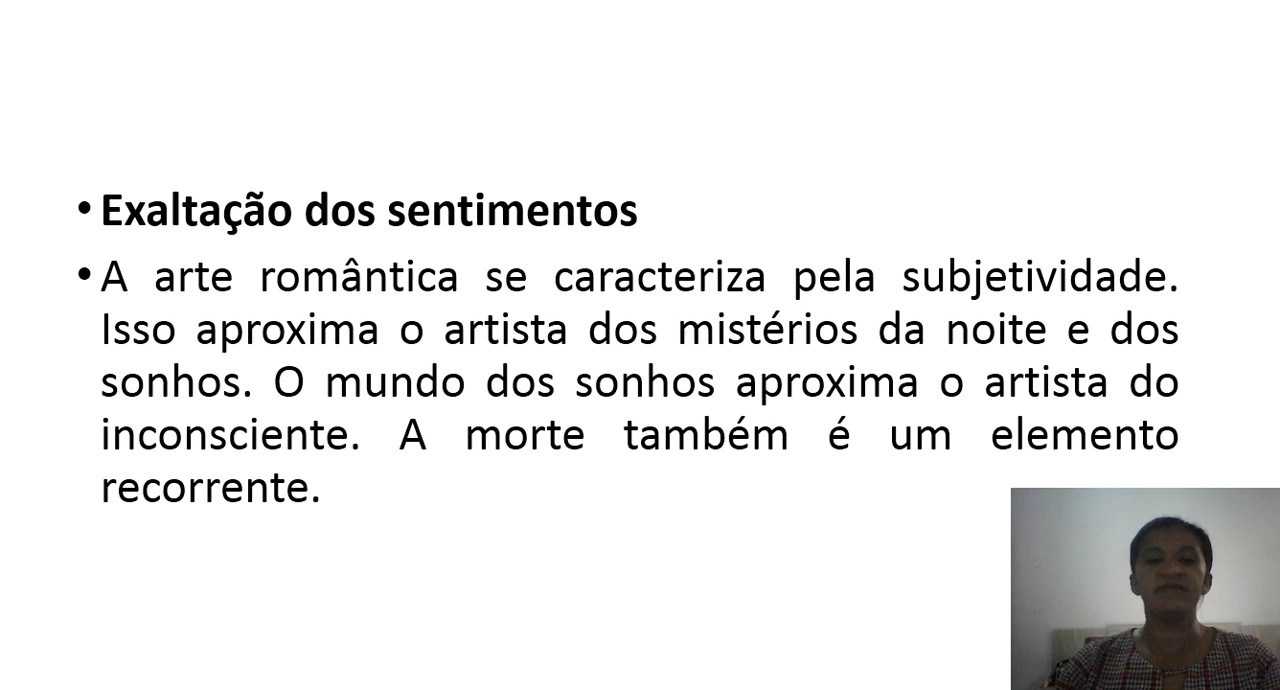 • Exaltação dos sentimentos
• A arte romântica se caracteriza pela subjetividade.
Isso aproxima o artista dos mistérios da noite e dos
sonhos. O mundo dos sonhos aproxima o artista do
inconsciente. A morte também é um elemento
recorrente.